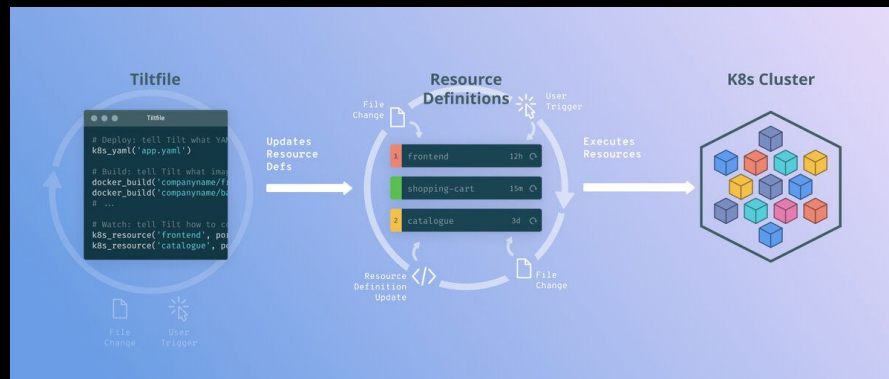 Tiltfile
Tiltfile
# Deploy: tell Tilt what YAM
k8s_yaml('app.yaml')
# Build: tell Tilt what imag
docker_build('companyname/fr
docker_build('companyname/ba
# ...
# Watch: tell Tilt how to co
k8s_resource('frontend', por
k8s_resource('catalogue', po
File
Change
User
Trigger
Updates
Resource
Defs
Resource
Definitions
File
Change
User
Trigger
1 frontend 12h
shopping-cart 15m
2 catalogue 3d
Resource
Definition
Update
File
Change
Executes
Resources
K8s Cluster